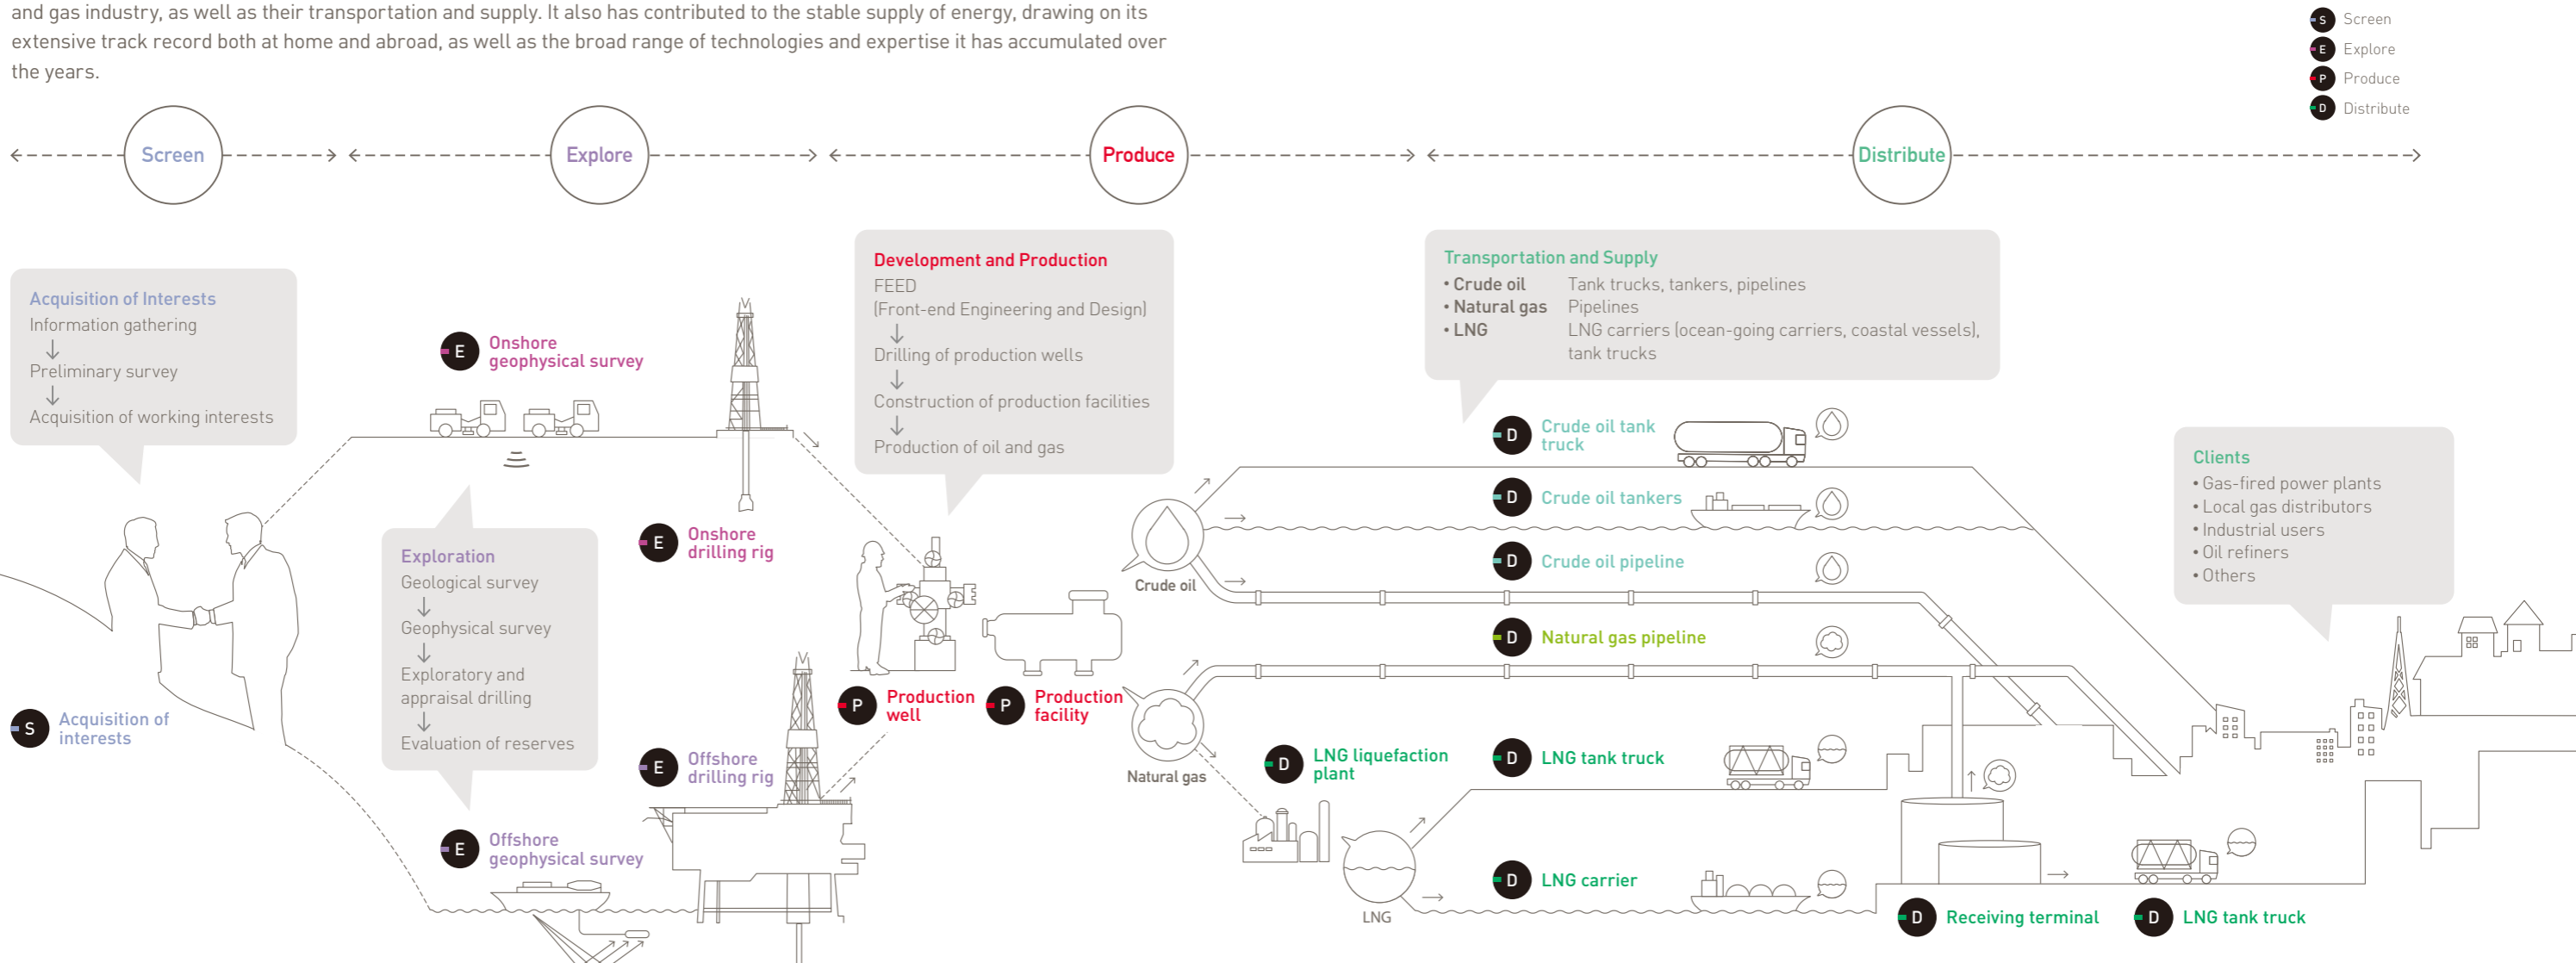 and gas industry, as well as their transportation and supply. It also has contributed to the stable supply of energy, drawing on its
extensive track record both at home and abroad, as well as the broad range of technologies and expertise it has accumulated over
the years.
S Screen
E Explore
P Produce
D Distribute
Screen
Explore
Produce
Distribute
Acquisition of Interests
Information gathering
↓
Preliminary survey
↓
Acquisition of working interests
S Acquisition of
interests
E Onshore
geophysical survey
Exploration
Geological survey
↓
Geophysical survey
↓
Exploratory and
appraisal drilling
↓
Evaluation of reserves
E Onshore
drilling rig
E Offshore
drilling rig
E Offshore
geophysical survey
Development and Production
FEED
(Front-end Engineering and Design)
↓
Drilling of production wells
↓
Construction of production facilities
↓
Production of oil and gas
P Production
well
P Production
facility
Transportation and Supply
• Crude oil Tank trucks, tankers, pipelines
• Natural gas Pipelines
• LNG LNG carriers (ocean-going carriers, coastal vessels),
tank trucks
Crude oil
D Crude oil tank
truck
D Crude oil tankers
D Crude oil pipeline
D Natural gas pipeline
Natural gas
D LNG liquefaction
plant
D LNG tank truck
LNG
D LNG carrier
D Receiving terminal
D LNG tank truck
Clients
• Gas-fired power plants
• Local gas distributors
• Industrial users
• Oil refiners
• Others